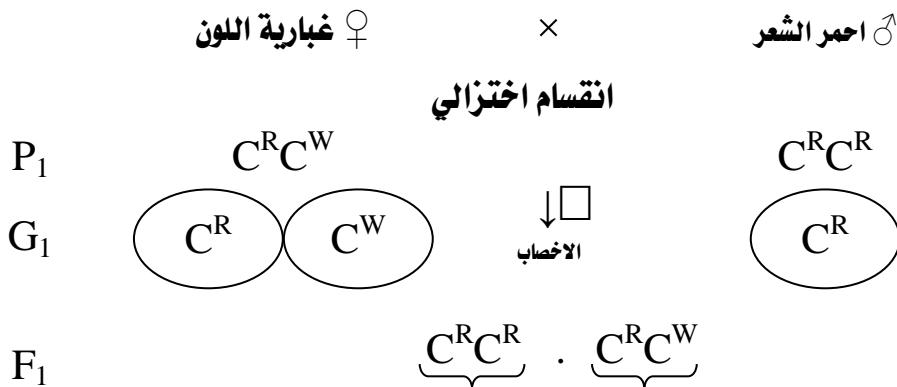 ♂ احمر الشعر × ♀ غبارية اللون
انقسام اختزالي
P₁ CᴿCᵂ CᴿCᴿ
G₁ Cᴿ Cᵂ ↓□ Cᴿ
الاخصاب
F₁ CᴿCᴿ . CᴿCᵂ